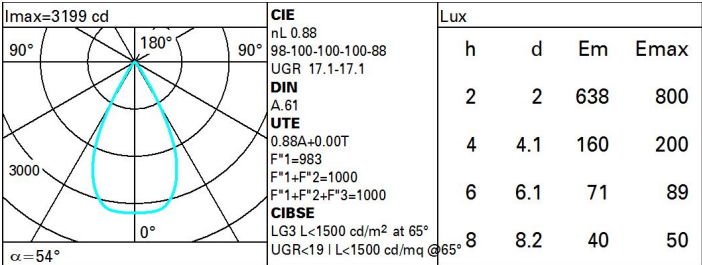 Imax=3199 cd
90°
180°
90°
3000
0°
α=54°
CIE
nL 0.88
98-100-100-100-88
UGR 17.1-17.1
DIN
A.61
UTE
0.88A+0.00T
F"1=983
F"1+F"2=1000
F"1+F"2+F"3=1000
CIBSE
LG3 L<1500 cd/m² at 65°
UGR<19 | L<1500 cd/mq @65°
Lux
h d Em Emax
2 2 638 800
4 4.1 160 200
6 6.1 71 89
8 8.2 40 50